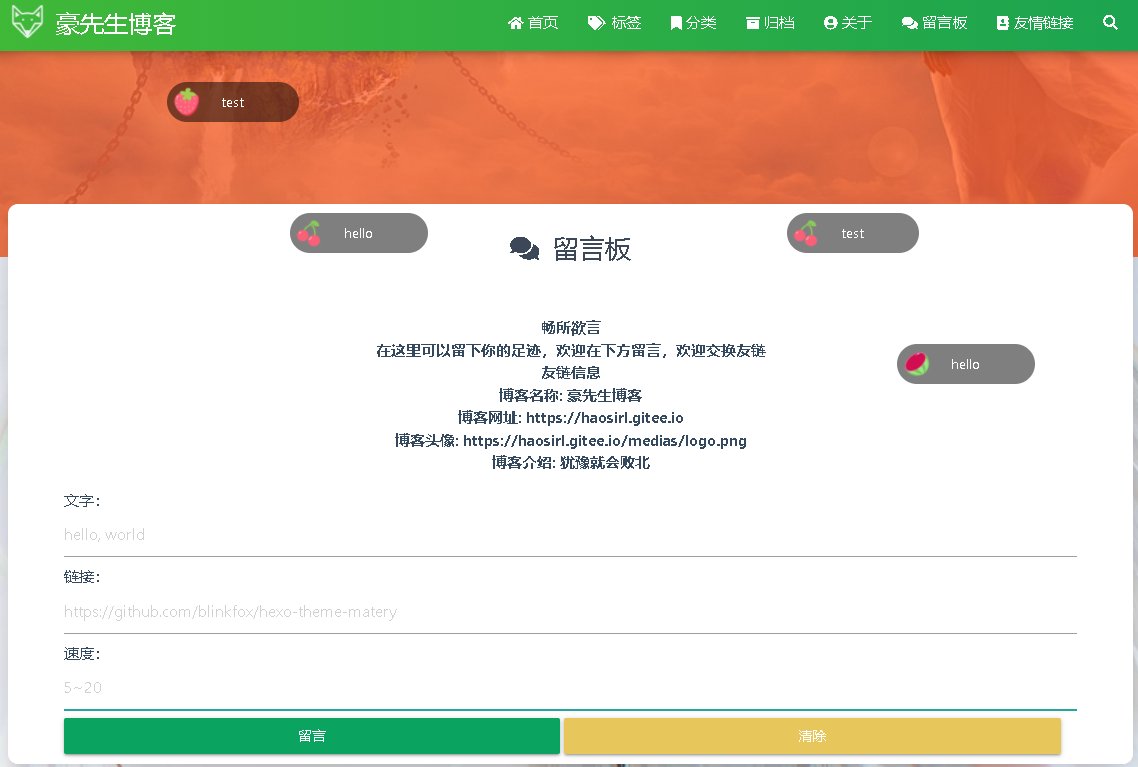 豪先生博客
首页 标签 分类 归档 关于 留言板 友情链接
test
hello
test
留言板
畅所欲言
在这里可以留下你的足迹，欢迎在下方留言，欢迎交换友链
hello
友链信息
博客名称: 豪先生博客
博客网址: https://haosirl.gitee.io
博客头像: https://haosirl.gitee.io/medias/logo.png
博客介绍: 犹豫就会败北
文字：
hello, world
链接：
https://github.com/blinkfox/hexo-theme-matery
速度：
5~20
留言 清除